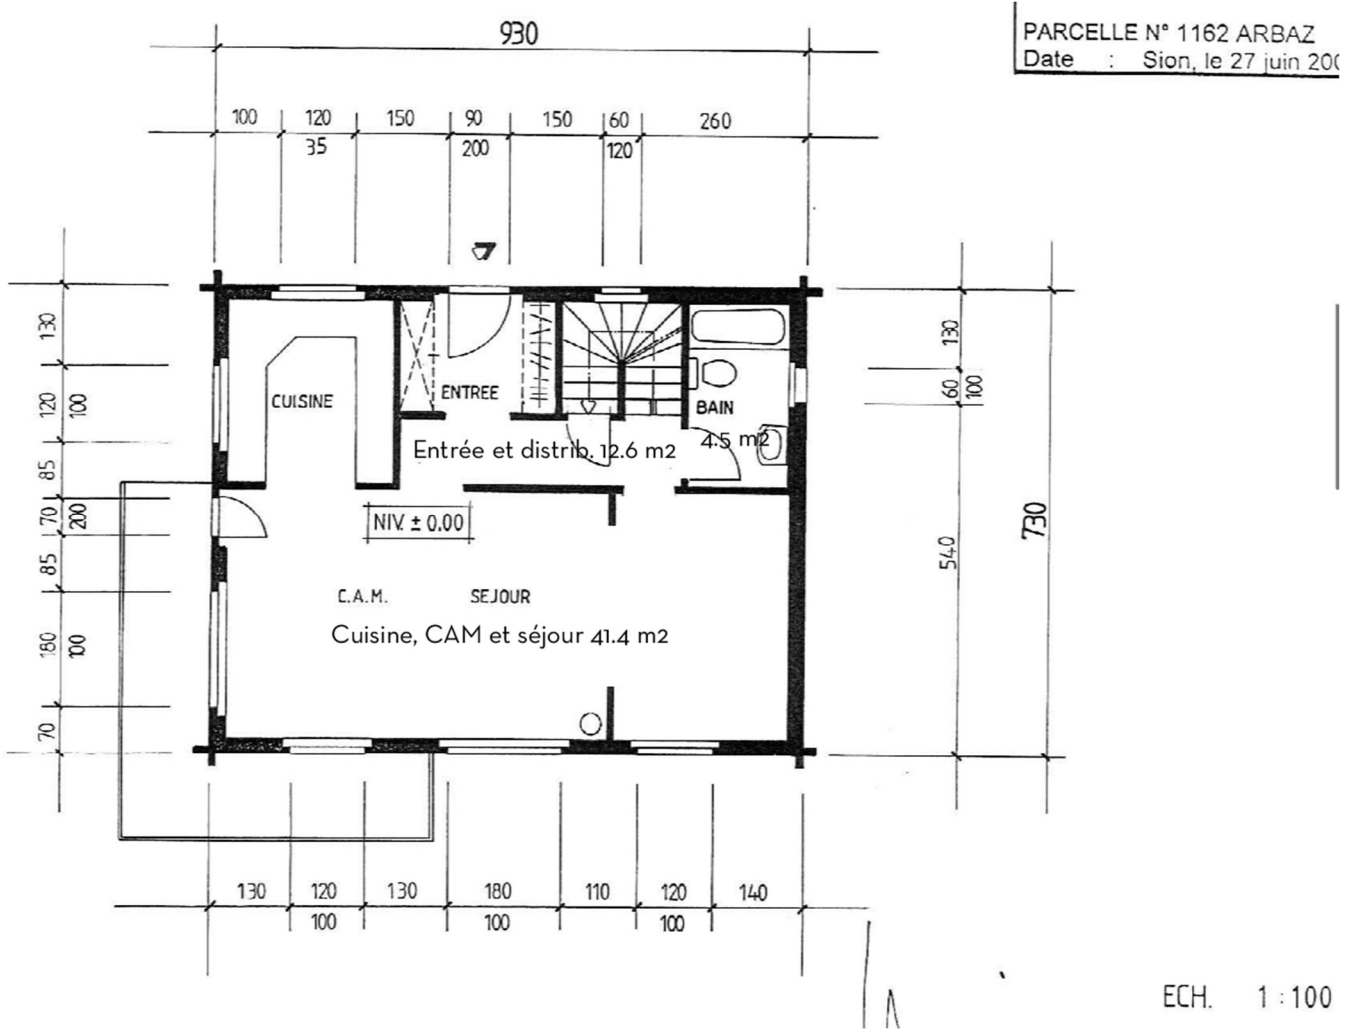 PARCELLE N° 1162 ARBAZ
Date : Sion, le 27 juin
930
100 120 150 90 150 60 260
35 200 120
130
120 100
85
70 200
85
180 100
70
130
60 100
540
730
CUISINE
ENTREE
BAIN
Entrée et distrib. 12.6 m2
4.5 m2
NIV. ± 0.00
C.A.M. SEJOUR
Cuisine, CAM et séjour 41.4 m2
130 120 130 180 110 120 140
100 100 100
ECH. 1 : 100